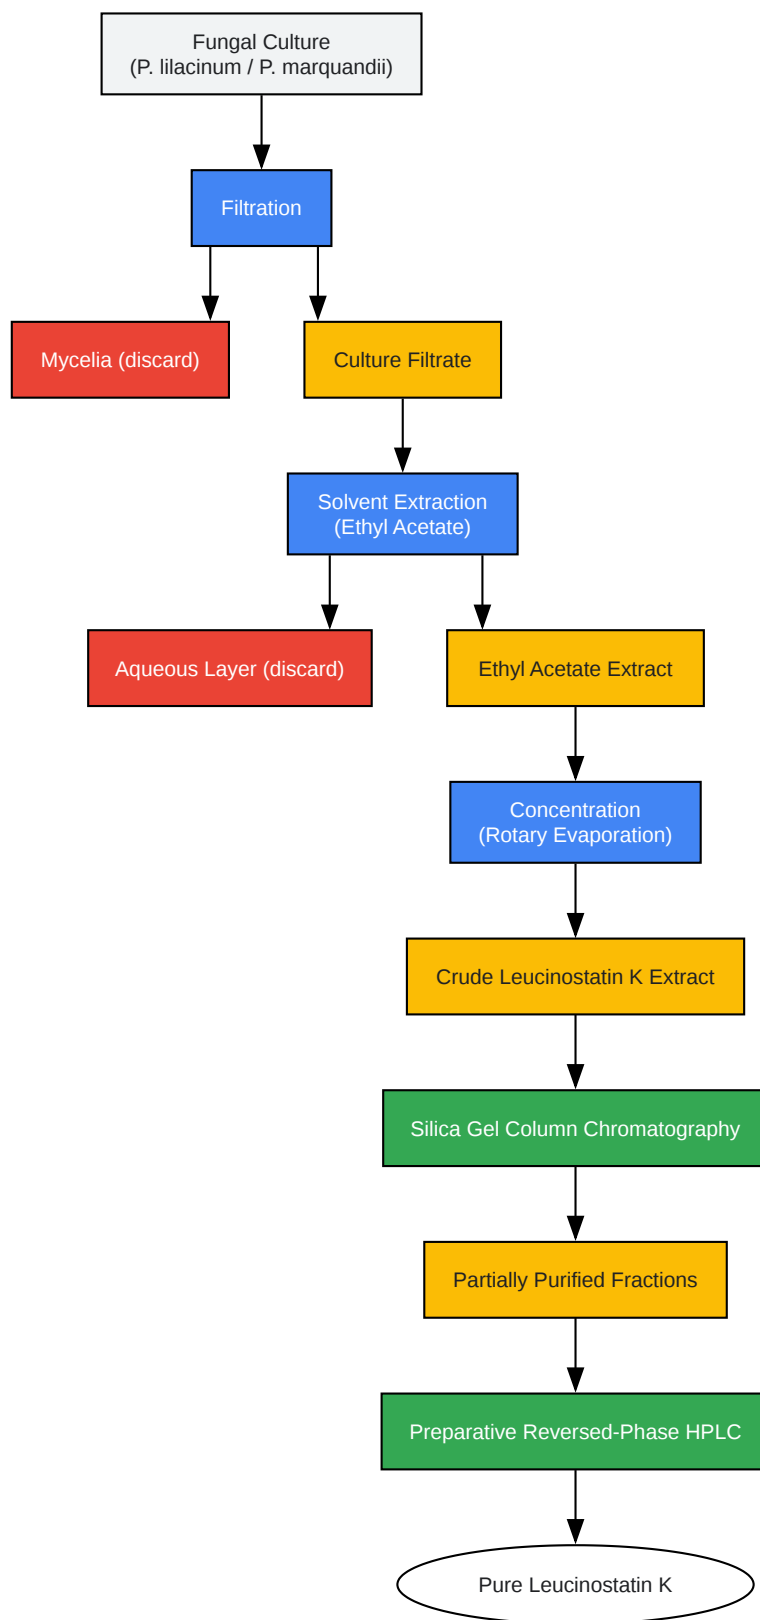 Fungal Culture
(P. lilacinum / P. marquandii)
Filtration
Mycelia (discard)
Culture Filtrate
Solvent Extraction
(Ethyl Acetate)
Aqueous Layer (discard)
Ethyl Acetate Extract
Concentration
(Rotary Evaporation)
Crude Leucinostatin K Extract
Silica Gel Column Chromatography
Partially Purified Fractions
Preparative Reversed-Phase HPLC
Pure Leucinostatin K